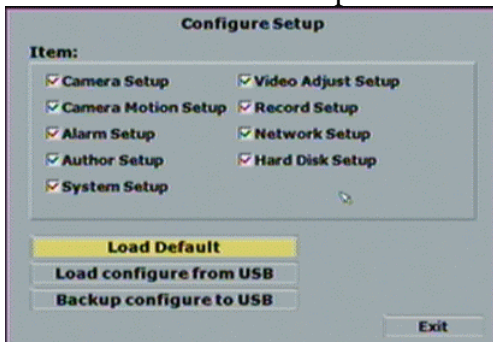 Configure Setup
Item:
Camera Setup Video Adjust Setup
Camera Motion Setup Record Setup
Alarm Setup Network Setup
Author Setup Hard Disk Setup
System Setup
Load Default
Load configure from USB
Backup configure to USB
Exit